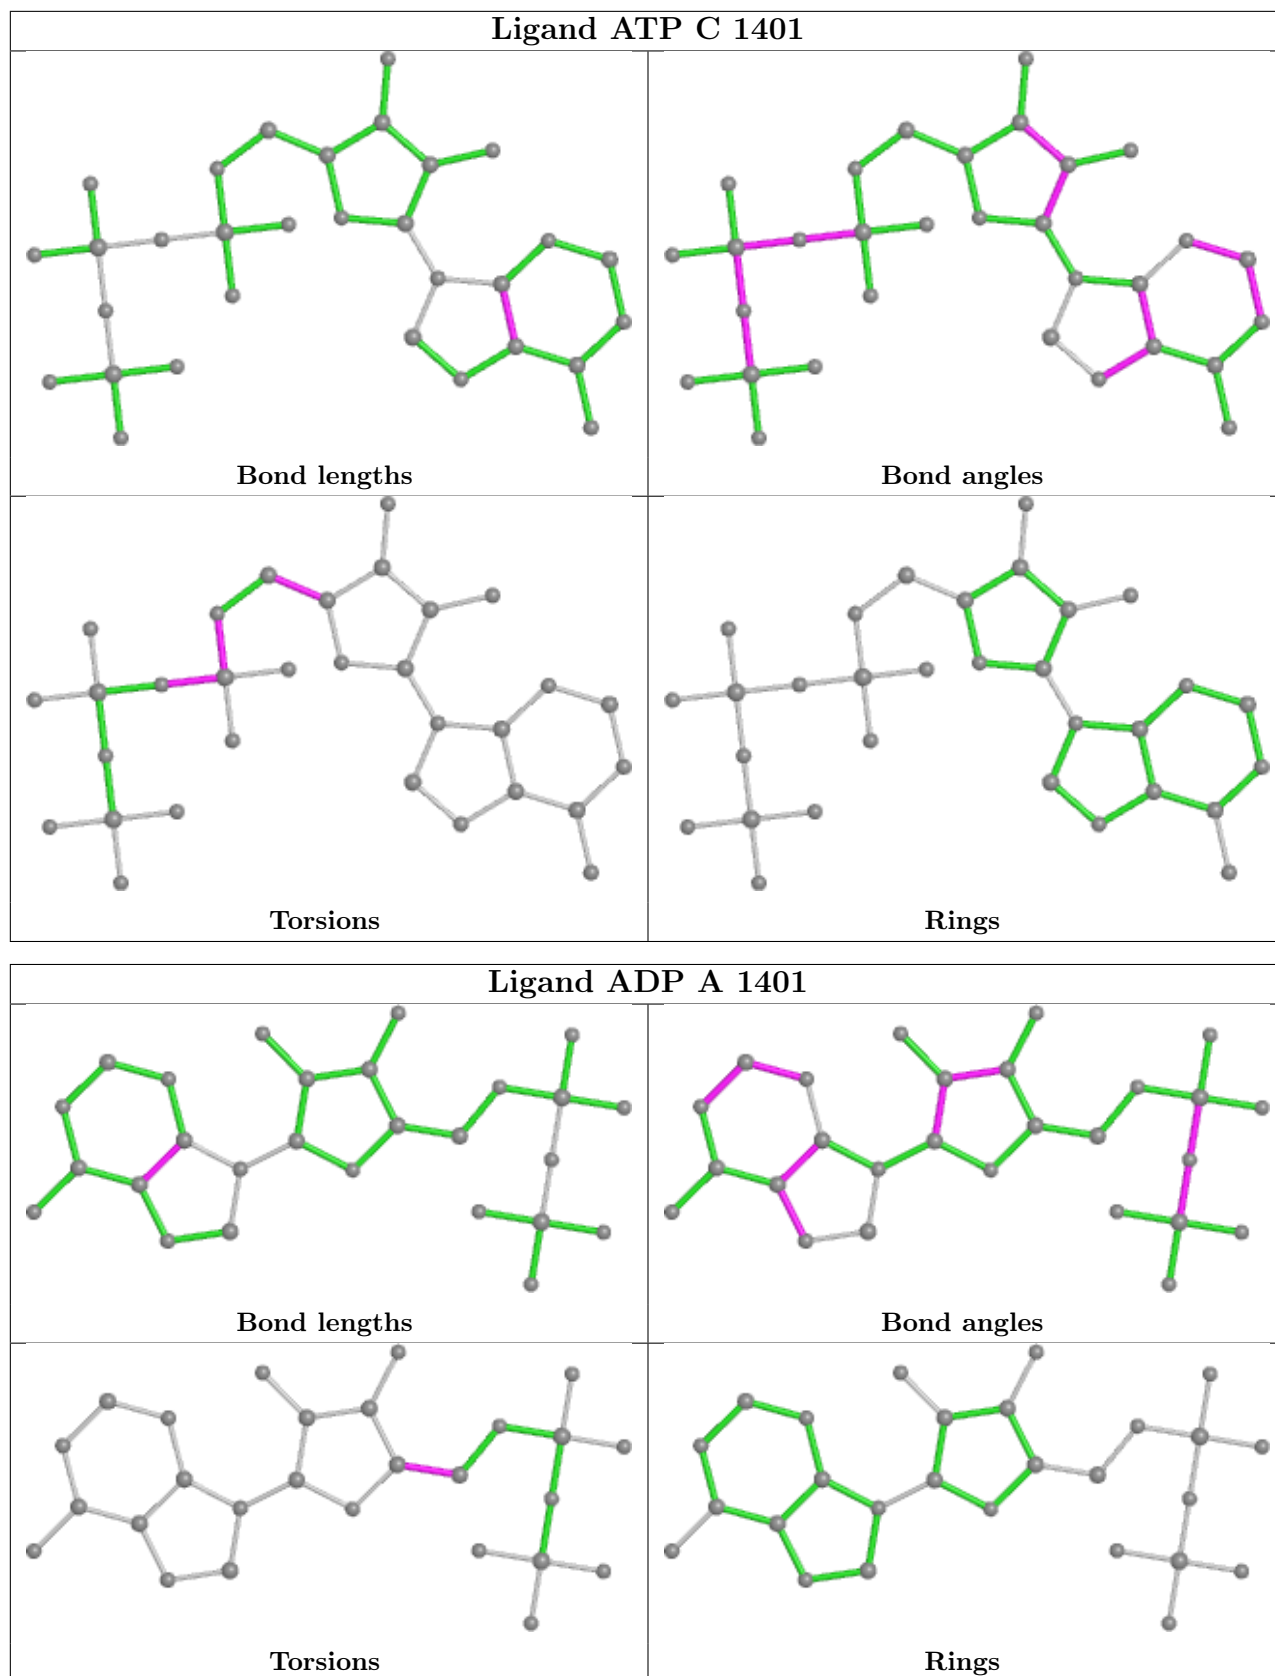 Ligand ATP C 1401
Bond lengths
Bond angles
Torsions
Rings
Ligand ADP A 1401
Bond lengths
Bond angles
Torsions
Rings